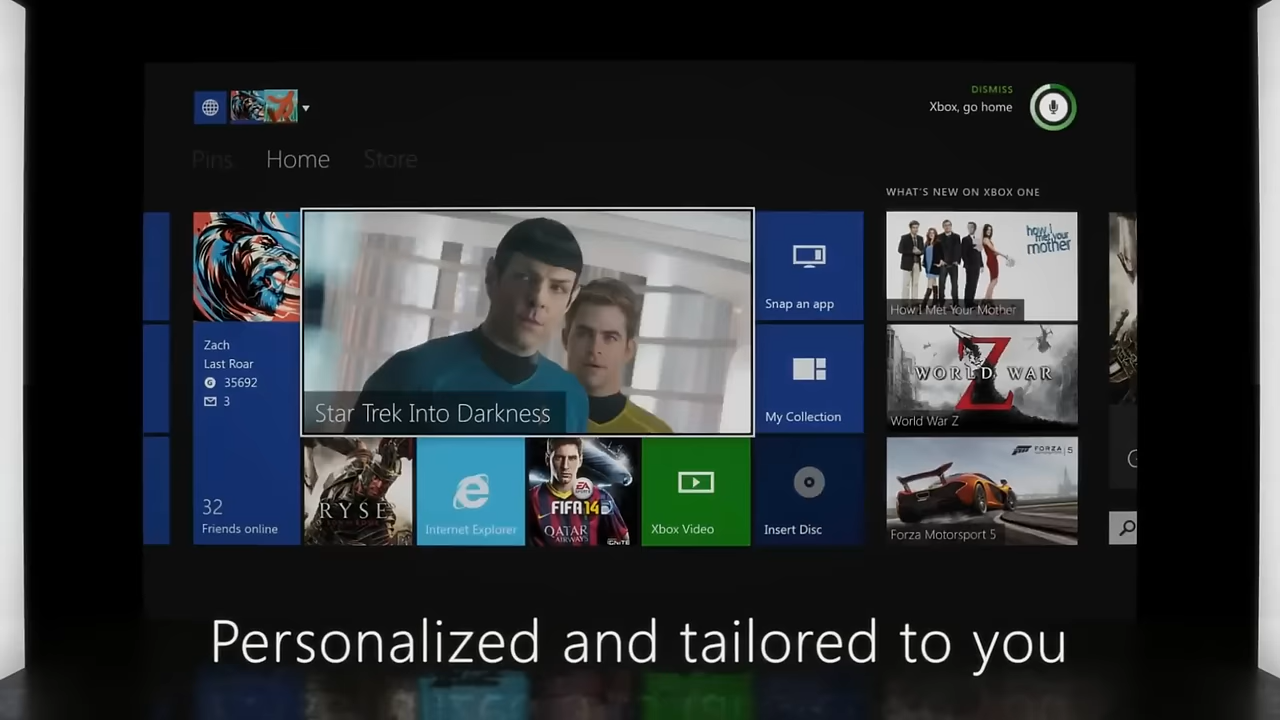 DISMISS
Xbox, go home
Pins
Home
Store
WHAT'S NEW ON XBOX ONE
how i met your mother
How I Met Your Mother
Snap an app
Zach
Last Roar
G 35692
3
Star Trek Into Darkness
My Collection
WORLD WAR Z
World War Z
32
Friends online
RYSE
e
Internet Explorer
EA SPORTS
FIFA 14
QATAR AIRWAYS
IGNITE
Xbox Video
Insert Disc
FORZA 5
Forza Motorsport 5
Personalized and tailored to you